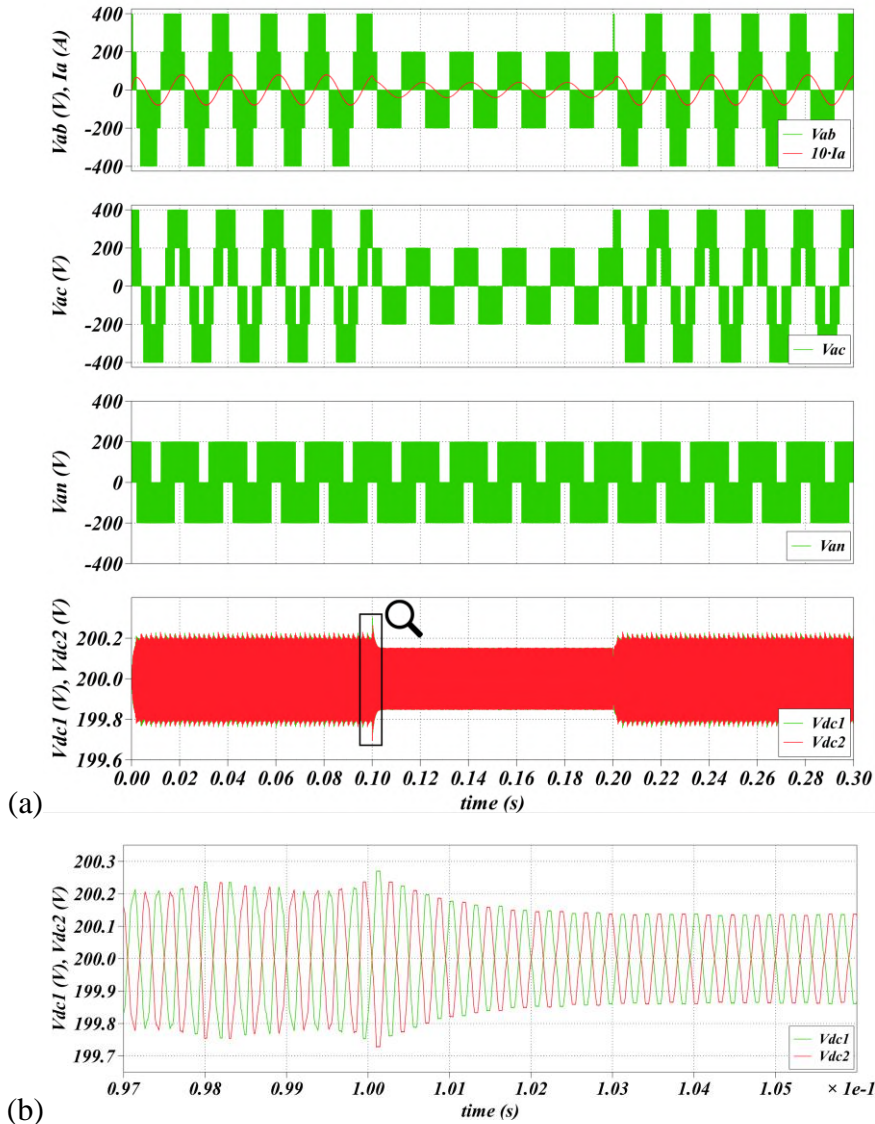 Vab (V), Ia (A)
400
200
0
-200
-400
Vab
10·Ia
Vac (V)
400
200
0
-200
-400
Vac
Van (V)
400
200
0
-200
-400
Van
Vdc1 (V), Vdc2 (V)
200.2
200.0
199.8
199.6
Vdc1
Vdc2
0.00 0.02 0.04 0.06 0.08 0.10 0.12 0.14 0.16 0.18 0.20 0.22 0.24 0.26 0.28 0.30
time (s)
(a)
Vdc1 (V), Vdc2 (V)
200.3
200.2
200.1
200.0
199.9
199.8
199.7
Vdc1
Vdc2
0.97 0.98 0.99 1.00 1.01 1.02 1.03 1.04 1.05 × 1e-1
time (s)
(b)